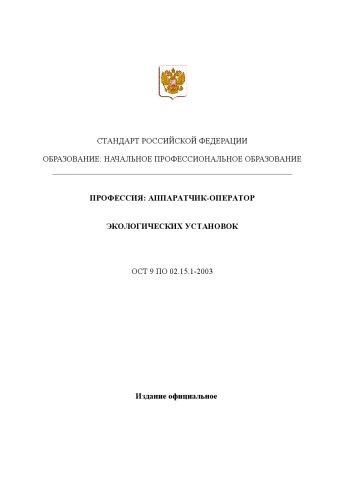 СТАНДАРТ РОССИЙСКОЙ ФЕДЕРАЦИИ
ОБРАЗОВАНИЕ: НАЧАЛЬНОЕ ПРОФЕССИОНАЛЬНОЕ ОБРАЗОВАНИЕ
ПРОФЕССИЯ: АППАРАТЧИК-ОПЕРАТОР
ЭКОЛОГИЧЕСКИХ УСТАНОВОК
ОСТ 9 ПО 02.15.1-2003
Издание официальное